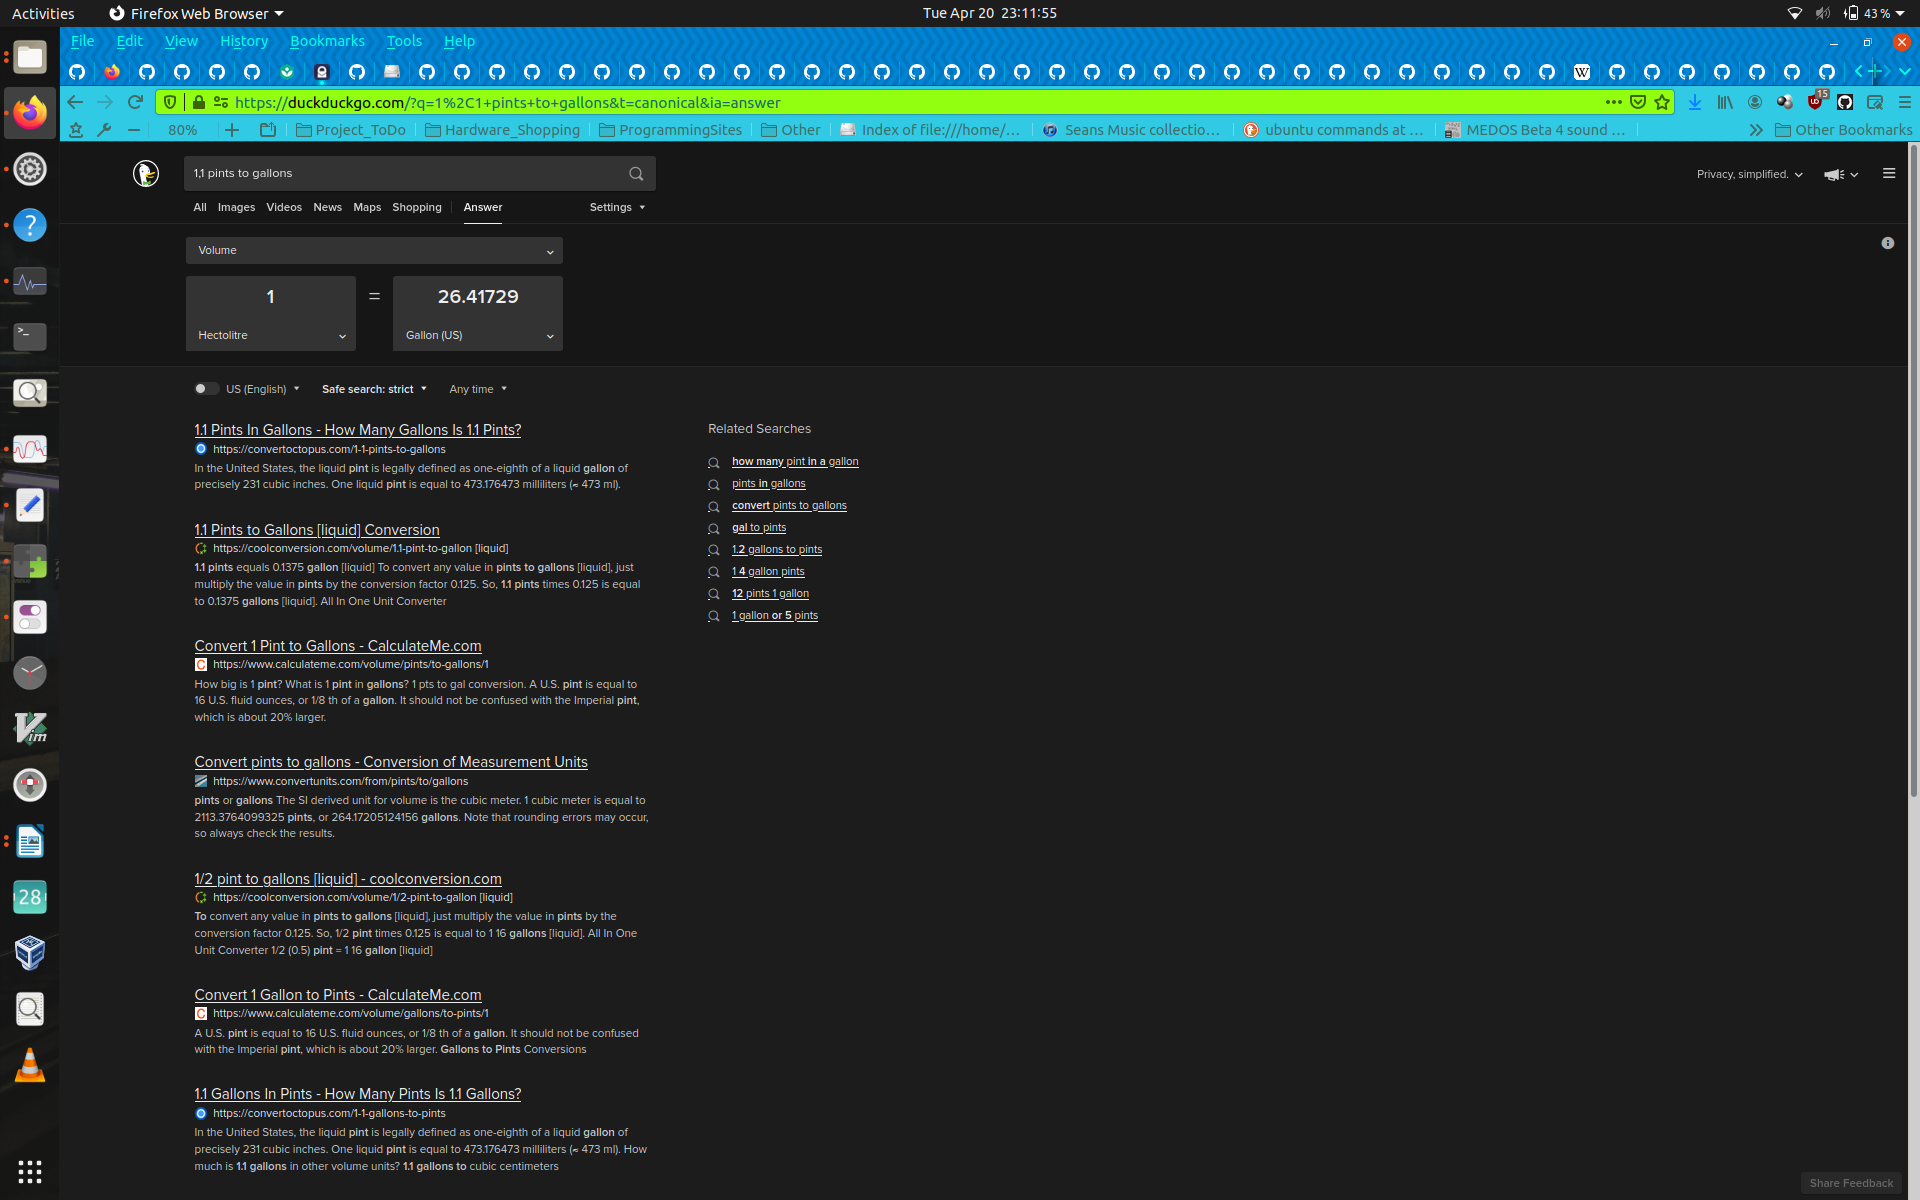 Activities
Firefox Web Browser
Tue Apr 20 23:11:55
43 %
File Edit View History Bookmarks Tools Help
W
https://duckduckgo.com/?q=1%2C1+pints+to+gallons&t=canonical&ia=answer
15
80%
Project_ToDo
Hardware_Shopping
ProgrammingSites
Other
Index of file:///home/...
Seans Music collectio...
ubuntu commands at ...
MEDOS Beta 4 sound ...
Other Bookmarks
1,1 pints to gallons
Privacy, simplified.
All Images Videos News Maps Shopping Answer Settings
Volume
1 = 26.41729
Hectolitre Gallon (US)
US (English) Safe search: strict Any time
1.1 Pints In Gallons - How Many Gallons Is 1.1 Pints?
https://convertoctopus.com/1-1-pints-to-gallons
In the United States, the liquid pint is legally defined as one-eighth of a liquid gallon of
precisely 231 cubic inches. One liquid pint is equal to 473.176473 milliliters (≈ 473 ml).
1.1 Pints to Gallons [liquid] Conversion
https://coolconversion.com/volume/1.1-pint-to-gallon [liquid]
1.1 pints equals 0.1375 gallon [liquid] To convert any value in pints to gallons [liquid], just
multiply the value in pints by the conversion factor 0.125. So, 1.1 pints times 0.125 is equal
to 0.1375 gallons [liquid]. All In One Unit Converter
Convert 1 Pint to Gallons - CalculateMe.com
https://www.calculateme.com/volume/pints/to-gallons/1
How big is 1 pint? What is 1 pint in gallons? 1 pts to gal conversion. A U.S. pint is equal to
16 U.S. fluid ounces, or 1/8 th of a gallon. It should not be confused with the Imperial pint,
which is about 20% larger.
Convert pints to gallons - Conversion of Measurement Units
https://www.convertunits.com/from/pints/to/gallons
pints or gallons The SI derived unit for volume is the cubic meter. 1 cubic meter is equal to
2113.3764099325 pints, or 264.17205124156 gallons. Note that rounding errors may occur,
so always check the results.
1/2 pint to gallons [liquid] - coolconversion.com
https://coolconversion.com/volume/1/2-pint-to-gallon [liquid]
To convert any value in pints to gallons [liquid], just multiply the value in pints by the
conversion factor 0.125. So, 1/2 pint times 0.125 is equal to 1 16 gallons [liquid]. All In One
Unit Converter 1/2 (0.5) pint = 1 16 gallon [liquid]
Convert 1 Gallon to Pints - CalculateMe.com
https://www.calculateme.com/volume/gallons/to-pints/1
A U.S. pint is equal to 16 U.S. fluid ounces, or 1/8 th of a gallon. It should not be confused
with the Imperial pint, which is about 20% larger. Gallons to Pints Conversions
1.1 Gallons In Pints - How Many Pints Is 1.1 Gallons?
https://convertoctopus.com/1-1-gallons-to-pints
In the United States, the liquid pint is legally defined as one-eighth of a liquid gallon of
precisely 231 cubic inches. One liquid pint is equal to 473.176473 milliliters (≈ 473 ml). How
much is 1.1 gallons in other volume units? 1.1 gallons to cubic centimeters
Related Searches
how many pint in a gallon
pints in gallons
convert pints to gallons
gal to pints
1.2 gallons to pints
1 4 gallon pints
12 pints 1 gallon
1 gallon or 5 pints
Vim
28
Share Feedback